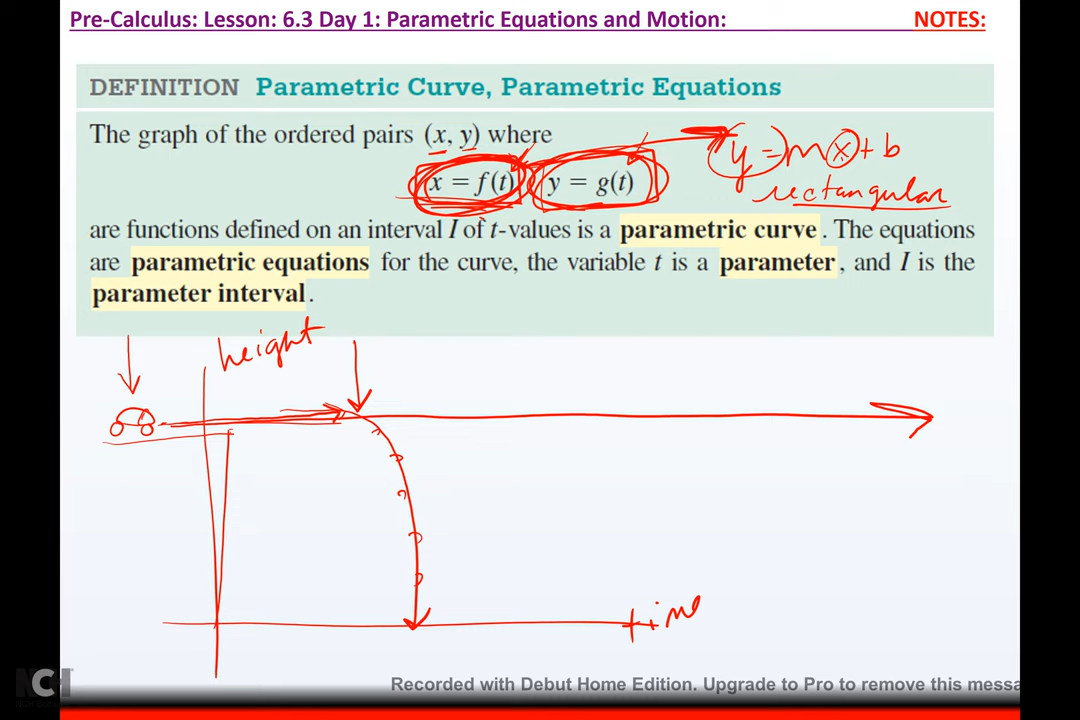 Pre-Calculus: Lesson: 6.3 Day 1: Parametric Equations and Motion: NOTES:
DEFINITION Parametric Curve, Parametric Equations
The graph of the ordered pairs (x, y) where
x = f(t) y = g(t)
y = mx + b
rectangular
are functions defined on an interval I of t-values is a parametric curve. The equations
are parametric equations for the curve, the variable t is a parameter, and I is the
parameter interval.
height
time
NCH
Recorded with Debut Home Edition. Upgrade to Pro to remove this messa